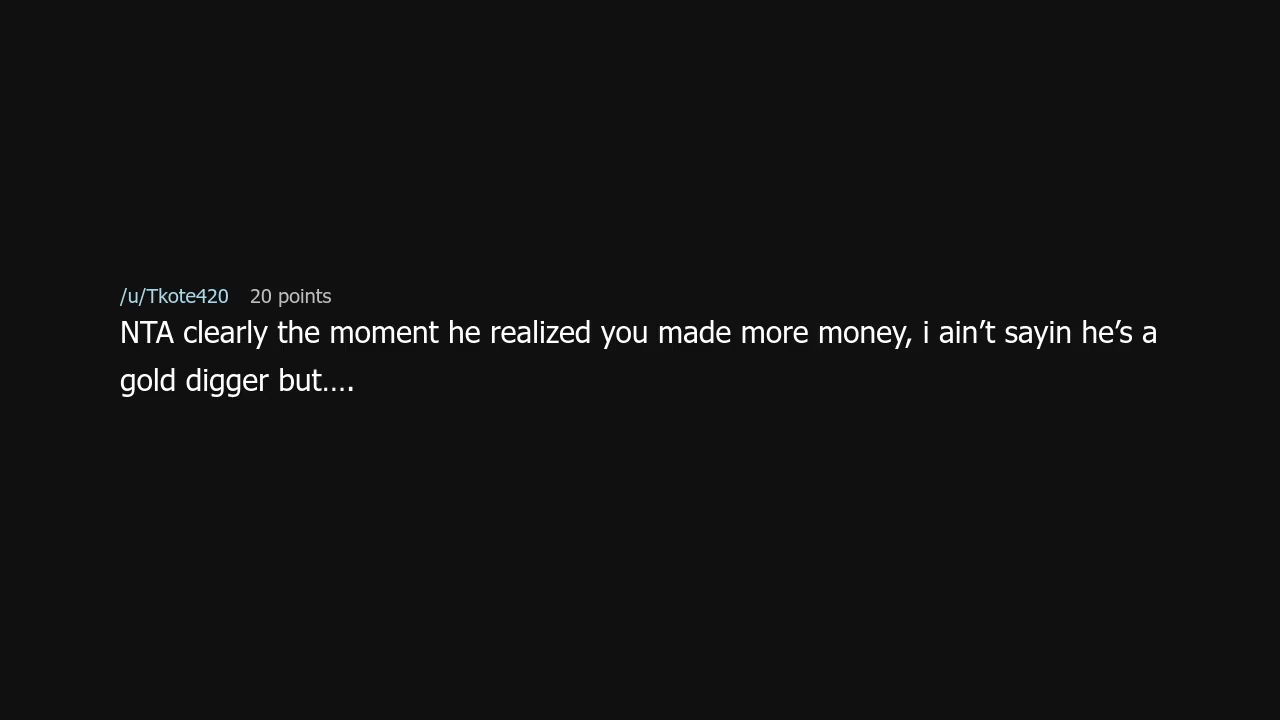 /u/Tkote420 20 points
NTA clearly the moment he realized you made more money, i ain’t sayin he’s a
gold digger but....